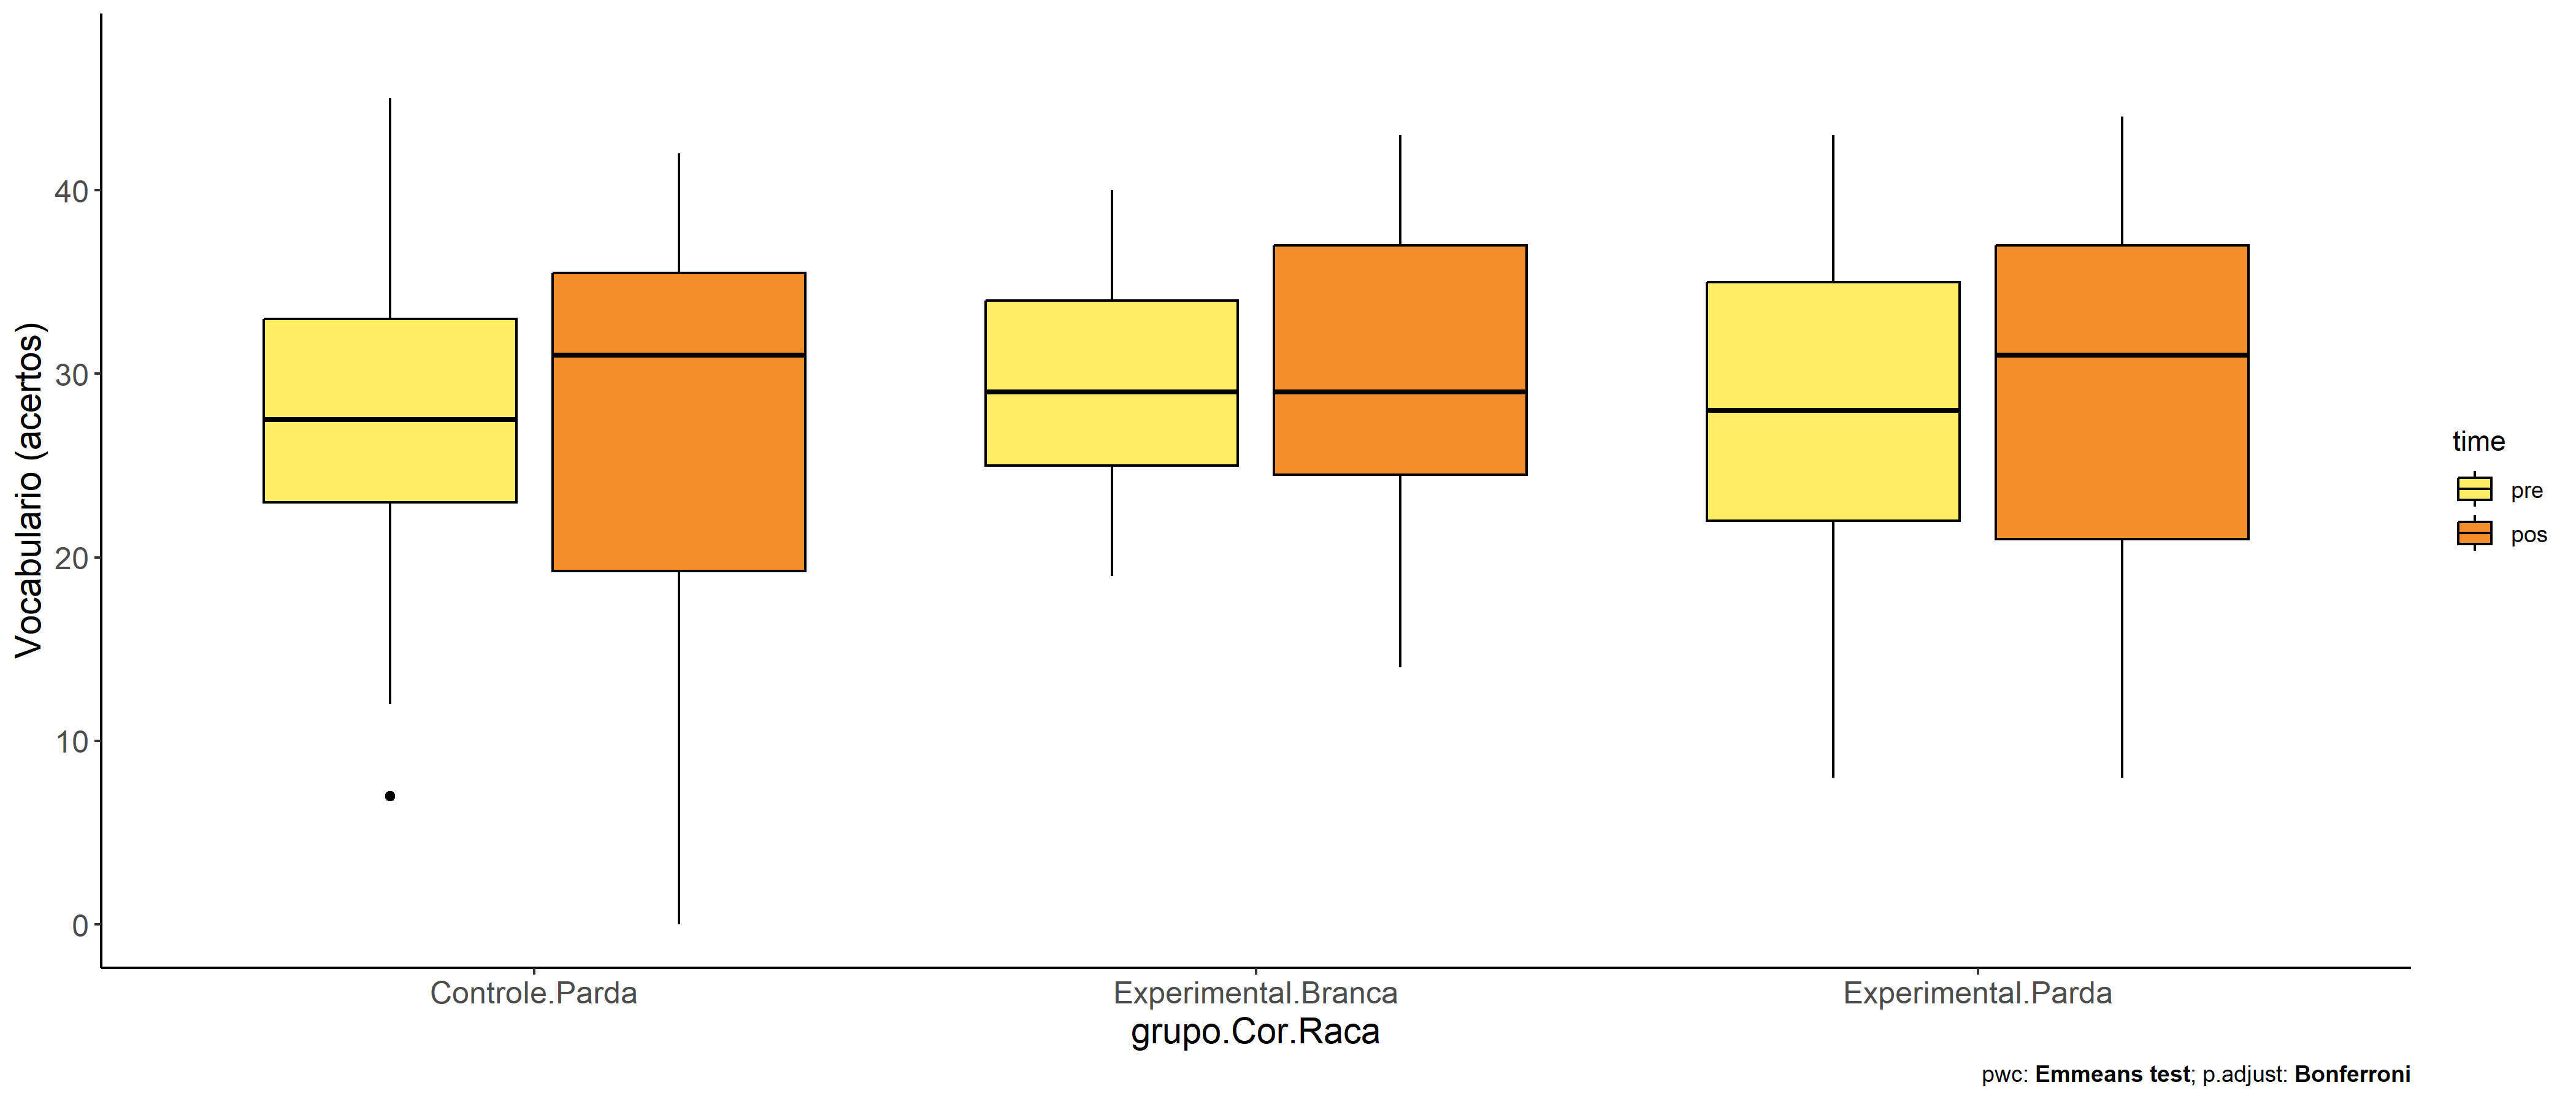 Vocabulario (acertos)
40
30
20
10
0
Controle.Parda
Experimental.Branca
Experimental.Parda
grupo.Cor.Raca
time
pre
pos
pwc: Emmeans test; p.adjust: Bonferroni